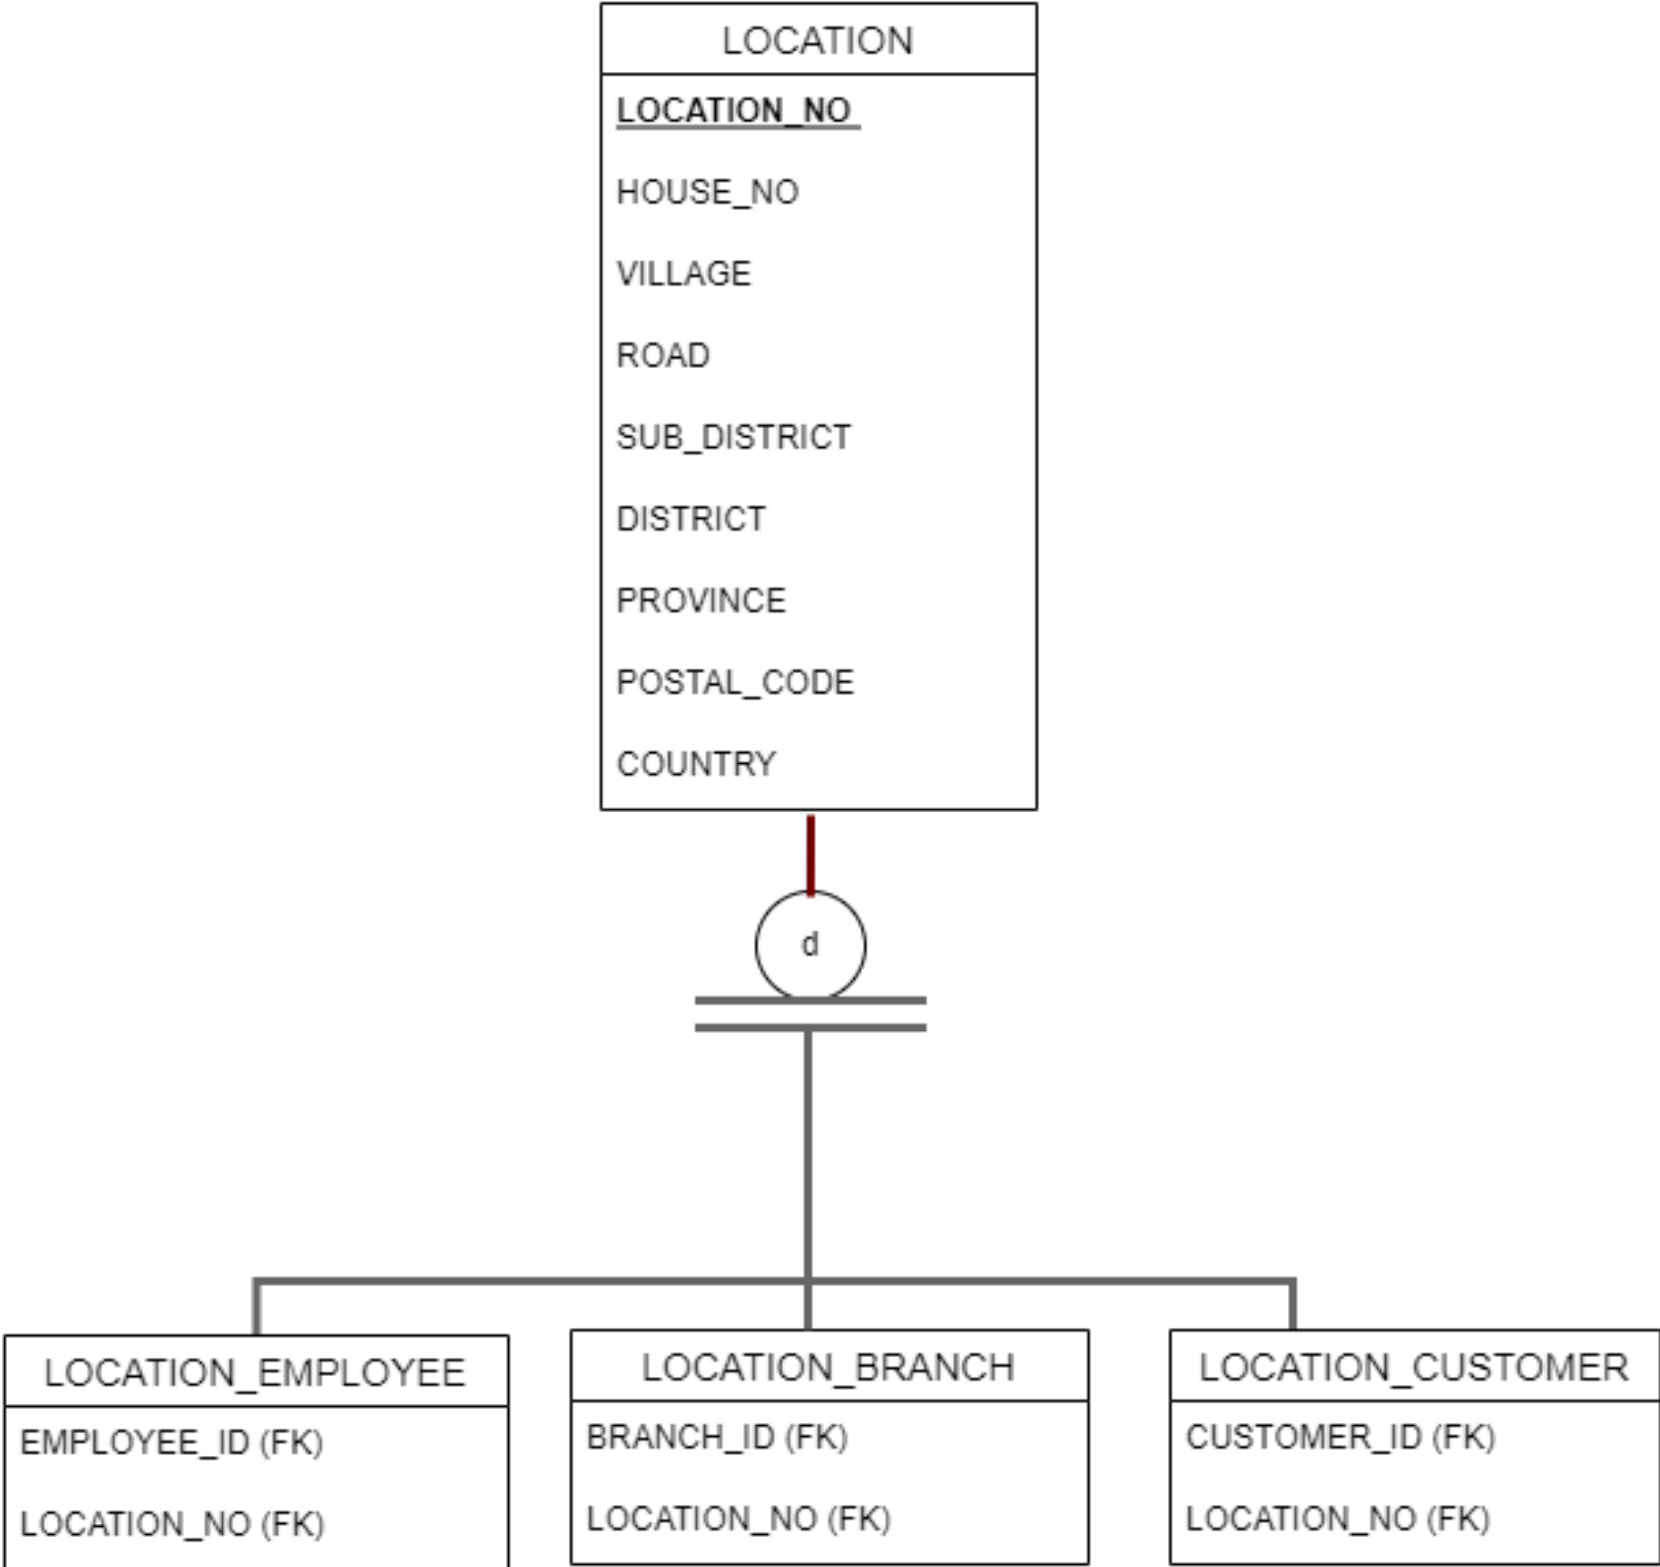 LOCATION
LOCATION_NO
HOUSE_NO
VILLAGE
ROAD
SUB_DISTRICT
DISTRICT
PROVINCE
POSTAL_CODE
COUNTRY
d
LOCATION_EMPLOYEE
EMPLOYEE_ID (FK)
LOCATION_NO (FK)
LOCATION_BRANCH
BRANCH_ID (FK)
LOCATION_NO (FK)
LOCATION_CUSTOMER
CUSTOMER_ID (FK)
LOCATION_NO (FK)